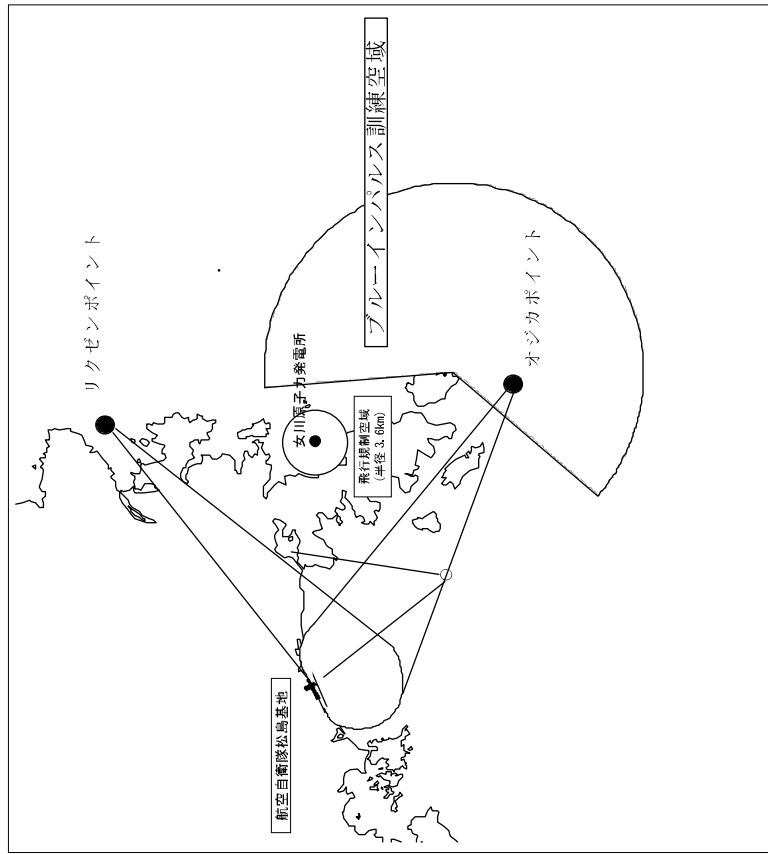 ブルーインパルス訓練空域
リクゼンポイント
オジカポイント
女川原子力発電所
飛行規制空域
(半径 3.6km)
航空自衛隊松島基地